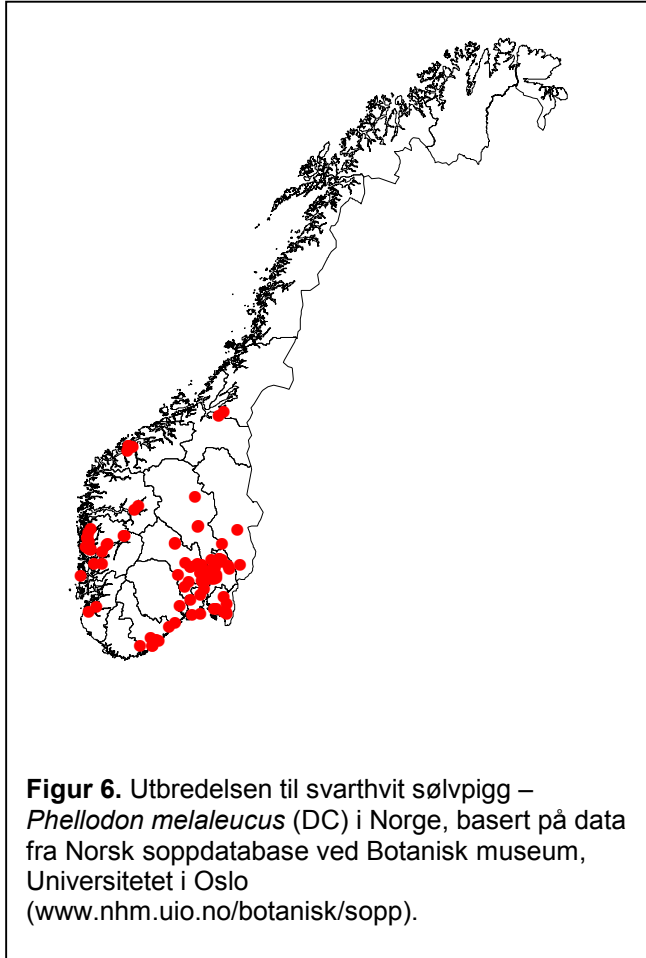 Figur 6. Utbredelsen til svarthvit sølvpigg –
Phellodon melaleucus (DC) i Norge, basert på data
fra Norsk soppdatabase ved Botanisk museum,
Universitetet i Oslo
(www.nhm.uio.no/botanisk/sopp).